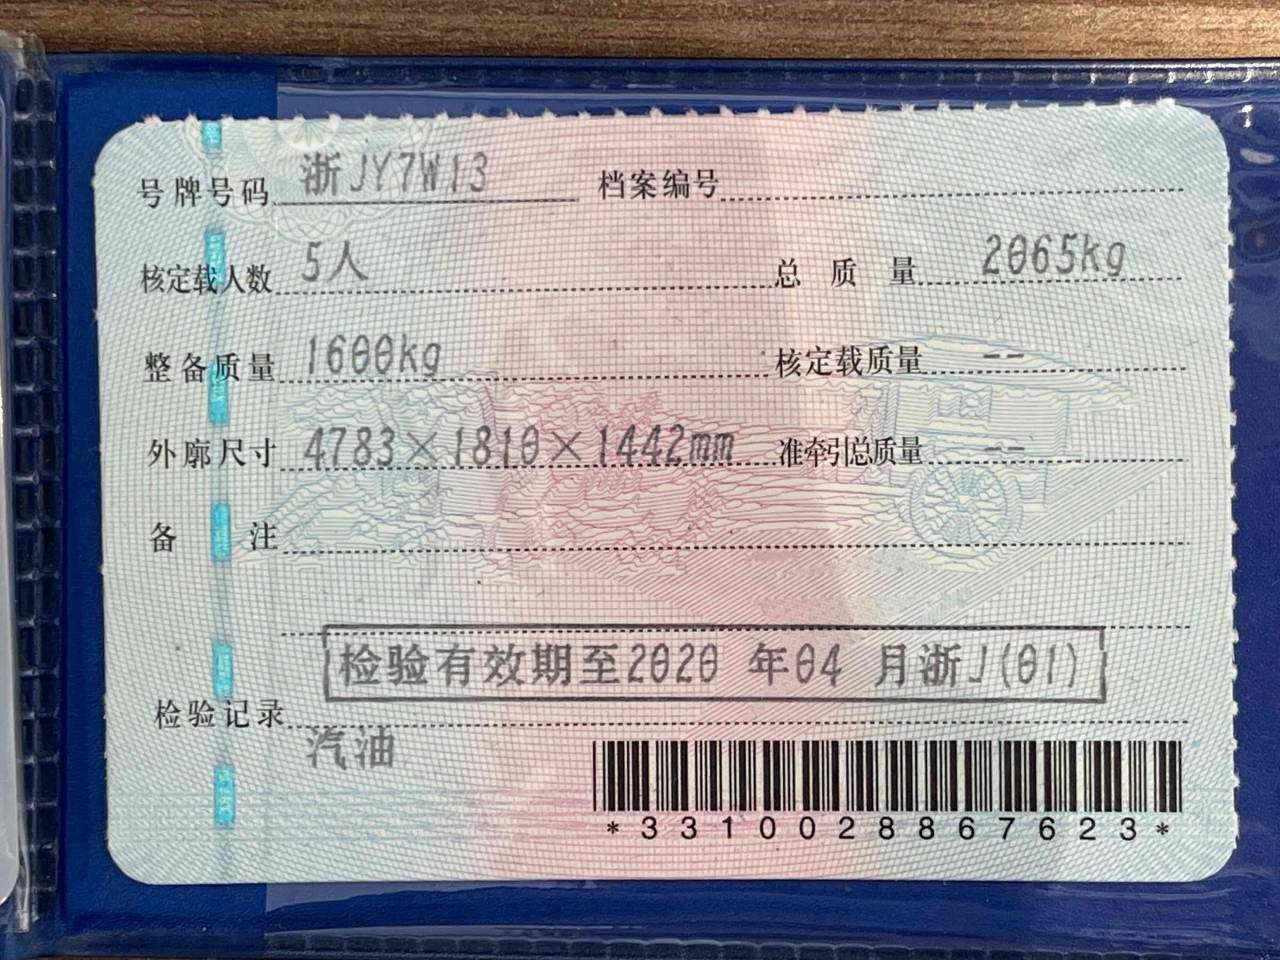 号牌号码 浙JY7W13 档案编号
核定载人数 5人 总质量 2065kg
整备质量 1600kg 核定载质量 --
外廓尺寸 4783×1810×1442mm 准牵引总质量 --
备注
检验有效期至2020 年04 月浙J(01)
检验记录
汽油
*3310028867623*